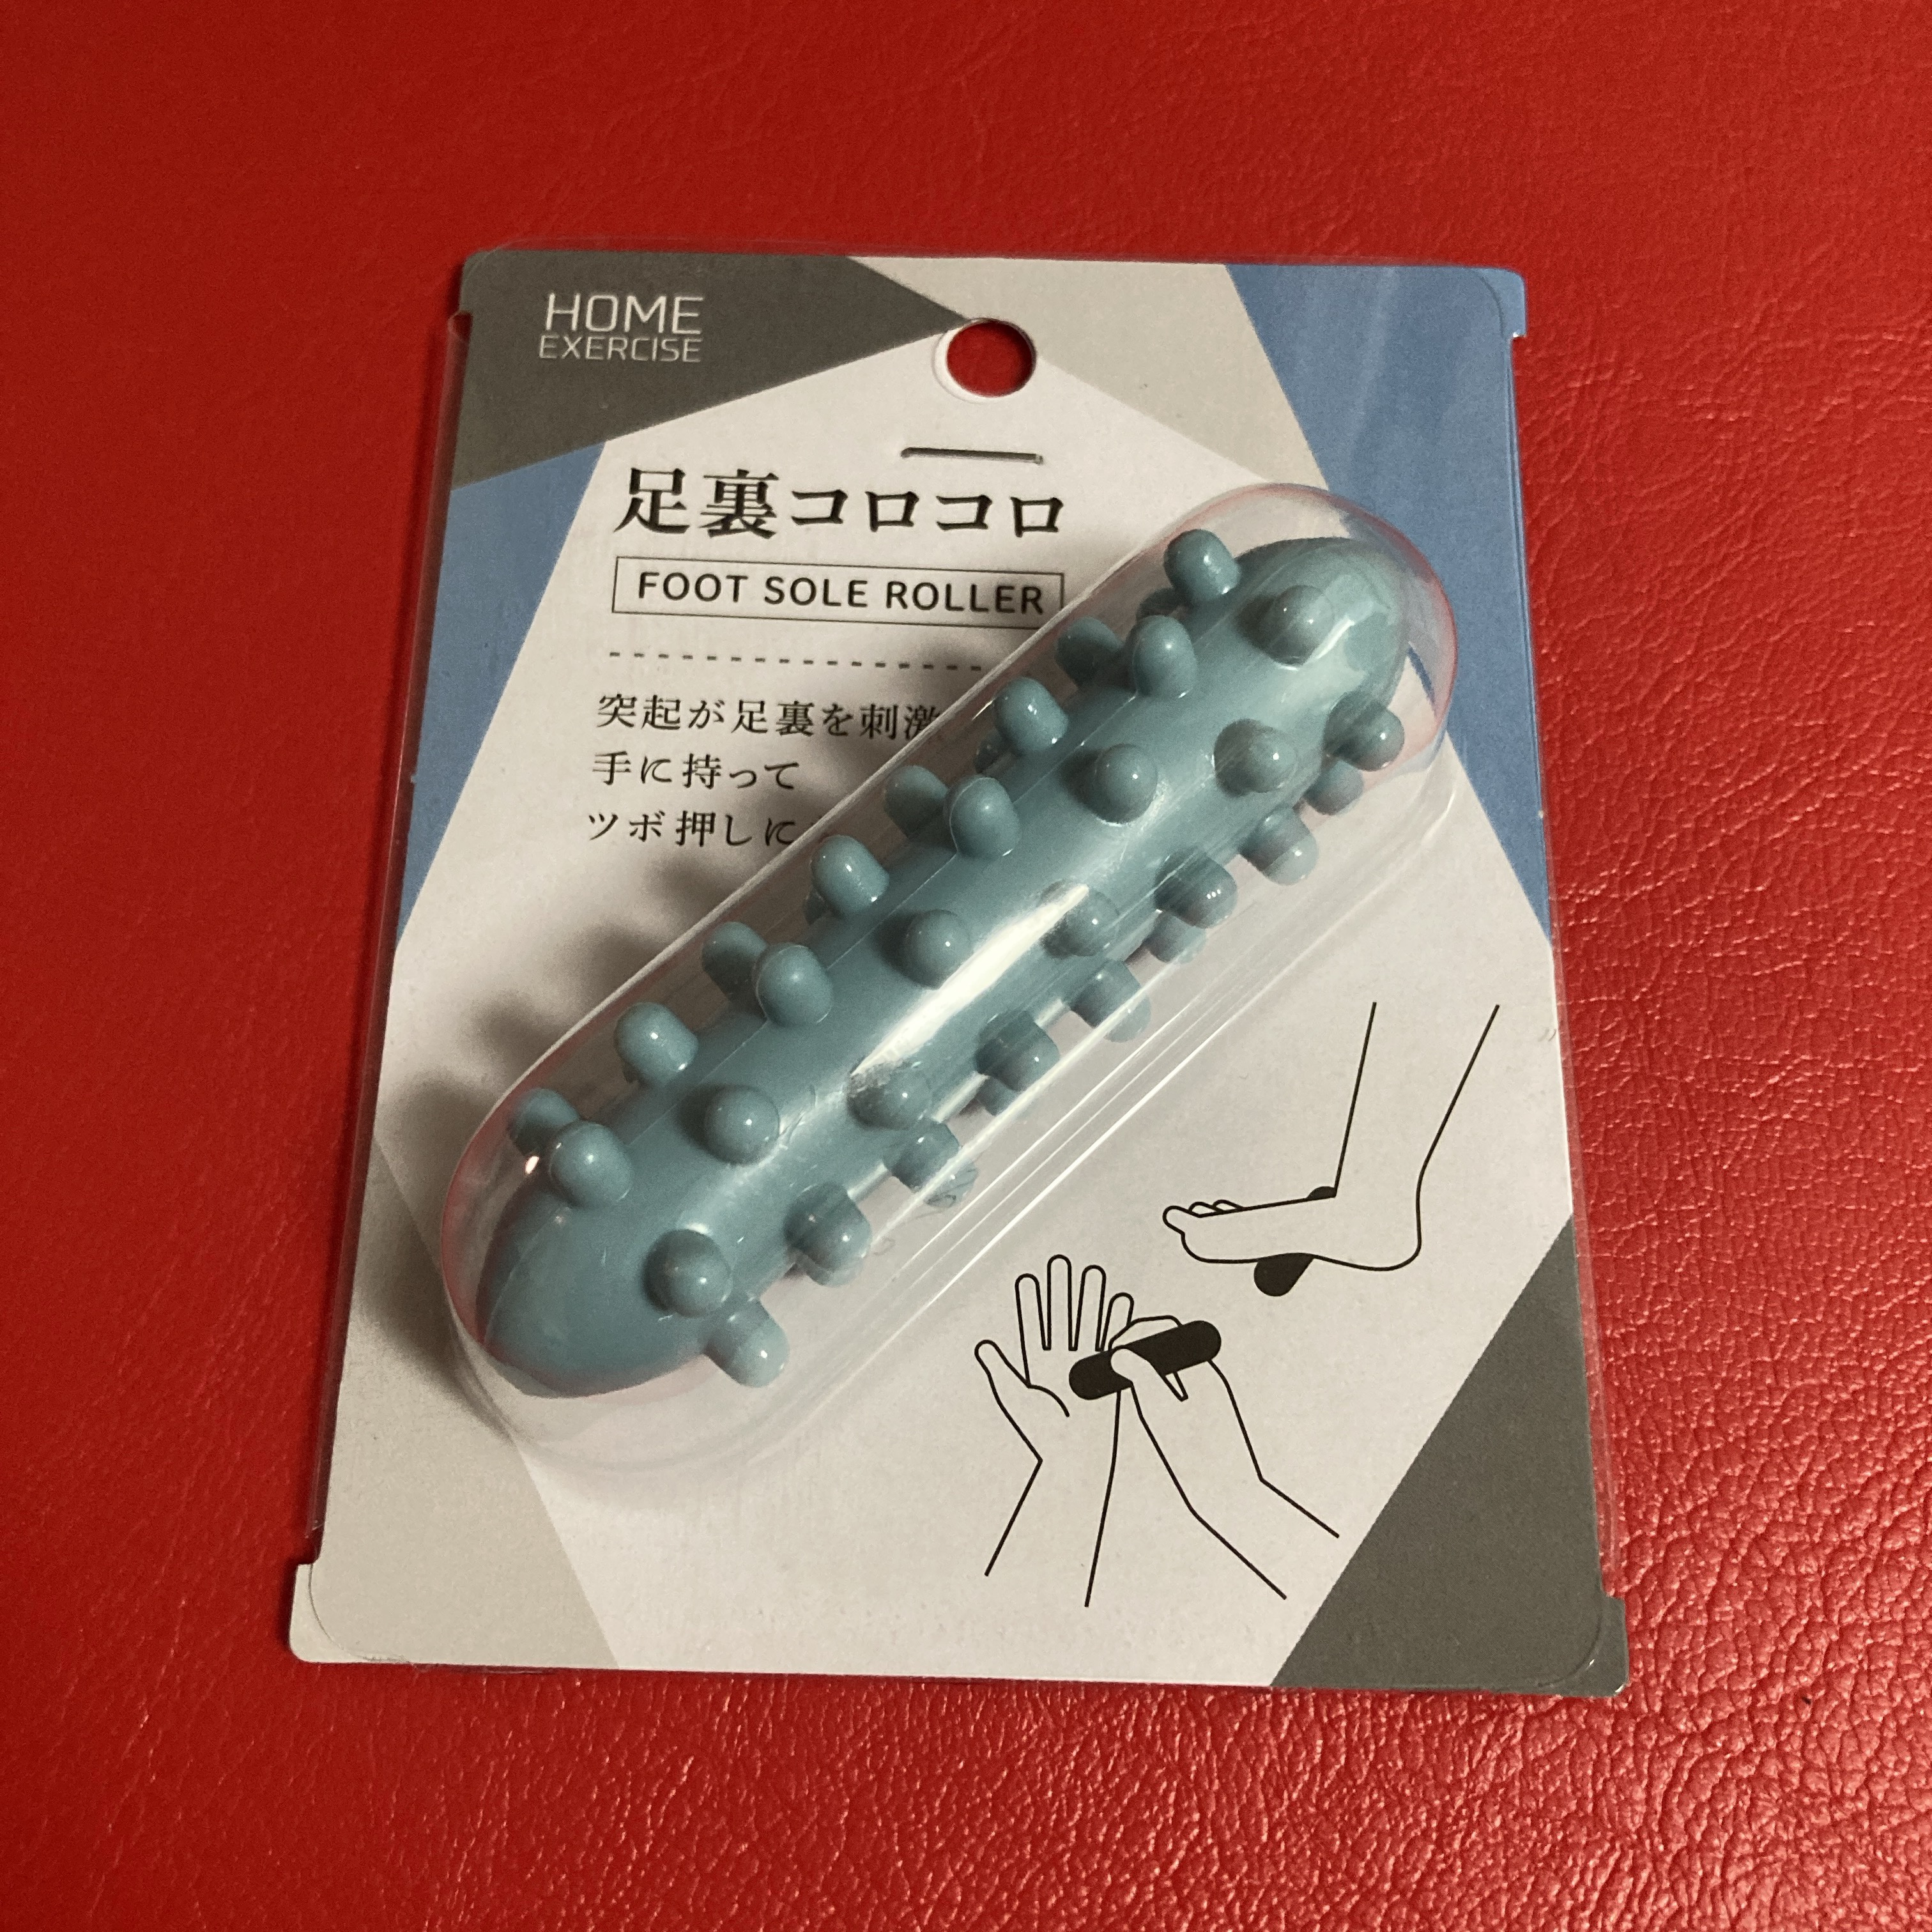 HOME
EXERCISE
足裏コロコロ
FOOT SOLE ROLLER
突起が足裏を刺激
手に持って
ツボ押しに